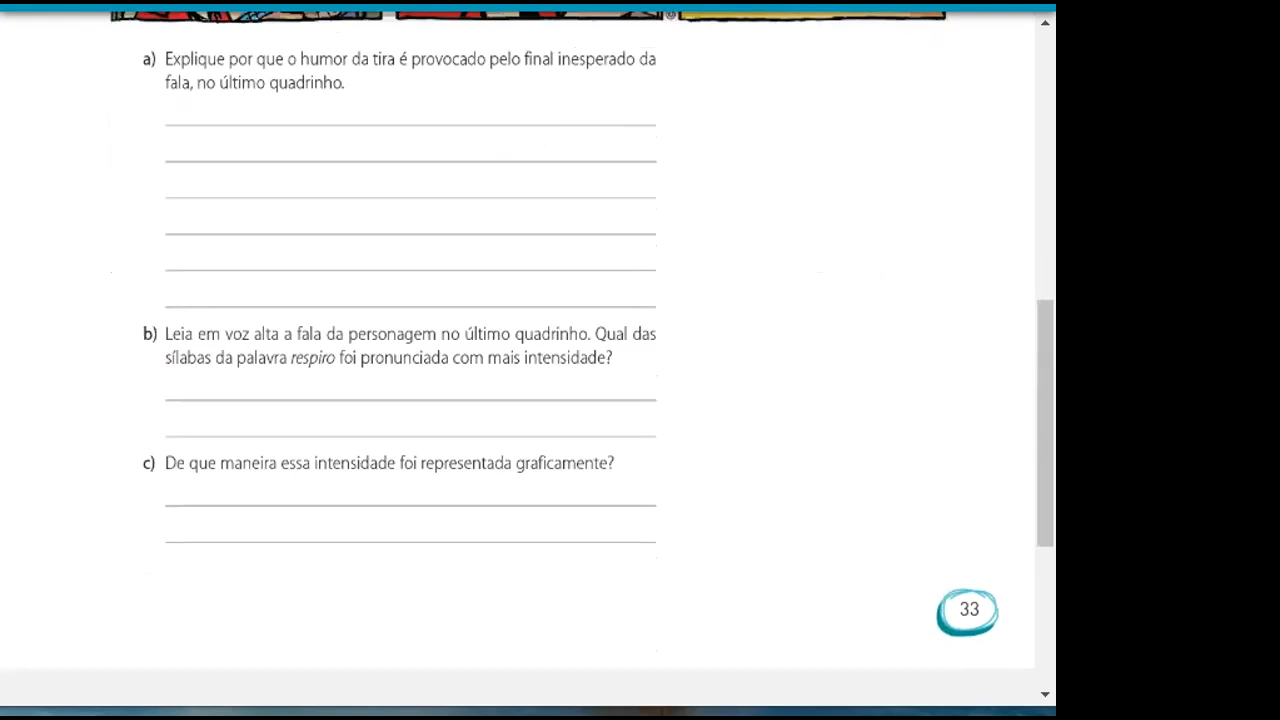 a) Explique por que o humor da tira é provocado pelo final inesperado da
fala, no último quadrinho.
b) Leia em voz alta a fala da personagem no último quadrinho. Qual das
sílabas da palavra respiro foi pronunciada com mais intensidade?
c) De que maneira essa intensidade foi representada graficamente?
33